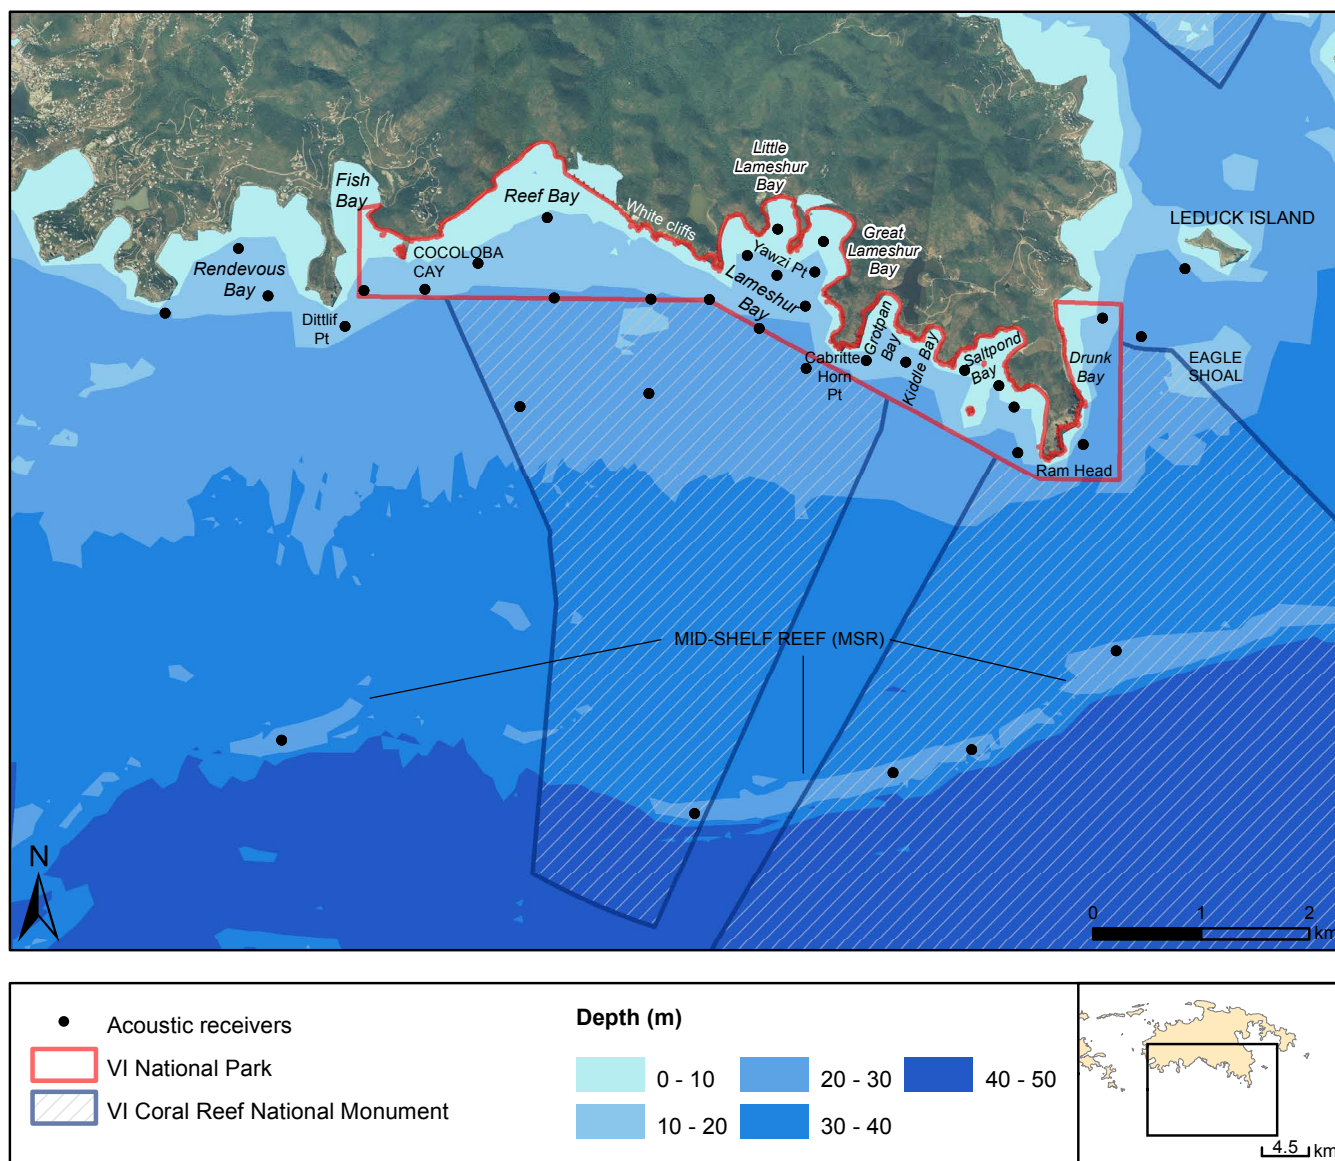 Little
Lameshur
Bay
Fish
Bay
Reef Bay
White cliffs
LEDUCK ISLAND
Great
Lameshur
Bay
Yawzi Pt
COCOLOBA
CAY
Rendevous
Bay
Lameshur
Bay
Dittlif
Pt
Grotpan
Bay
Kiddle Bay
Saltpond
Bay
Drunk
Bay
EAGLE
SHOAL
Cabritte
Horn
Pt
Ram Head
MID-SHELF REEF (MSR)
N
0 1 2
km
Acoustic receivers
VI National Park
VI Coral Reef National Monument
Depth (m)
0 - 10
10 - 20
20 - 30
30 - 40
40 - 50
4.5 km